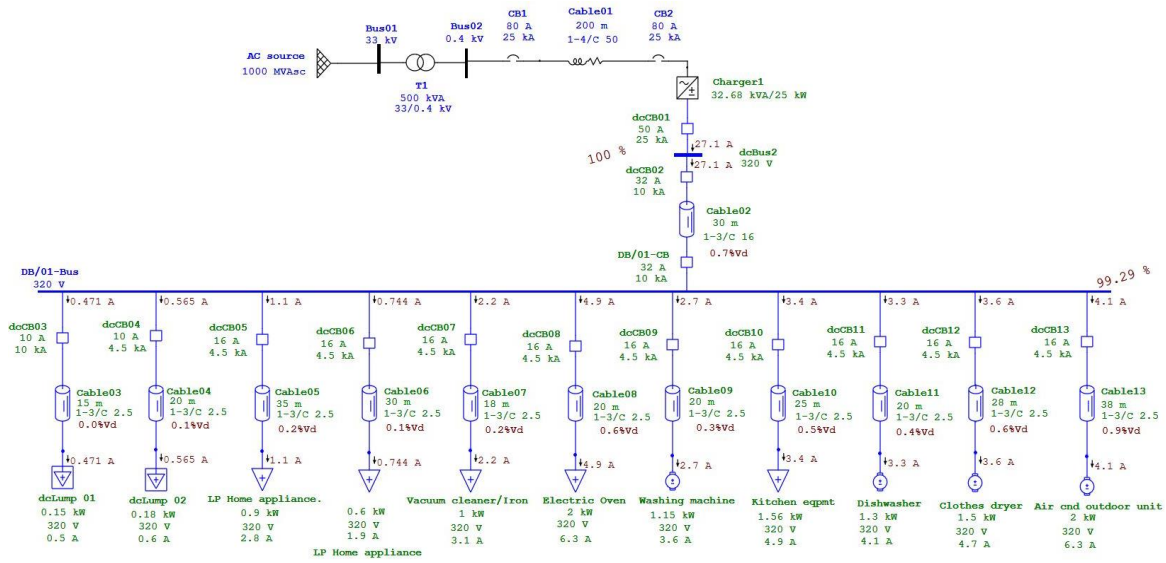 AC source
1000 MVAsc
Bus01
33 kV
T1
500 kVA
33/0.4 kV
Bus02
0.4 kV
CB1
80 A
25 kA
Cable01
200 m
1-4/C 50
CB2
80 A
25 kA
Charger1
32.68 kVA/25 kW
dcCB01
50 A
25 kA
27.1 A
100 %
dcBus2
320 V
27.1 A
dcCB02
32 A
10 kA
Cable02
30 m
1-3/C 16
0.7%Vd
DB/01-CB
32 A
10 kA
DB/01-Bus
320 V
99.29 %
0.471 A
0.565 A
1.1 A
0.744 A
2.2 A
4.9 A
2.7 A
3.4 A
3.3 A
3.6 A
4.1 A
dcCB03
10 A
10 kA
dcCB04
10 A
4.5 kA
dcCB05
16 A
4.5 kA
dcCB06
16 A
4.5 kA
dcCB07
16 A
4.5 kA
dcCB08
16 A
4.5 kA
dcCB09
16 A
4.5 kA
dcCB10
16 A
4.5 kA
dcCB11
16 A
4.5 kA
dcCB12
16 A
4.5 kA
dcCB13
16 A
4.5 kA
Cable03
15 m
1-3/C 2.5
0.0%Vd
Cable04
20 m
1-3/C 2.5
0.1%Vd
Cable05
35 m
1-3/C 2.5
0.2%Vd
Cable06
30 m
1-3/C 2.5
0.1%Vd
Cable07
18 m
1-3/C 2.5
0.2%Vd
Cable08
20 m
1-3/C 2.5
0.6%Vd
Cable09
20 m
1-3/C 2.5
0.3%Vd
Cable10
25 m
1-3/C 2.5
0.5%Vd
Cable11
20 m
1-3/C 2.5
0.4%Vd
Cable12
28 m
1-3/C 2.5
0.6%Vd
Cable13
38 m
1-3/C 2.5
0.9%Vd
0.471 A
0.565 A
1.1 A
0.744 A
2.2 A
4.9 A
2.7 A
3.4 A
3.3 A
3.6 A
4.1 A
dcLump 01
0.15 kW
320 V
0.5 A
dcLump 02
0.18 kW
320 V
0.6 A
LP Home appliance.
0.9 kW
320 V
2.8 A
0.6 kW
320 V
1.9 A
LP Home appliance
Vacuum cleaner/Iron
1 kW
320 V
3.1 A
Electric Oven
2 kW
320 V
6.3 A
Washing machine
1.15 kW
320 V
3.6 A
Kitchen eqpmt
1.56 kW
320 V
4.9 A
Dishwasher
1.3 kW
320 V
4.1 A
Clothes dryer
1.5 kW
320 V
4.7 A
Air cnd outdoor unit
2 kW
320 V
6.3 A